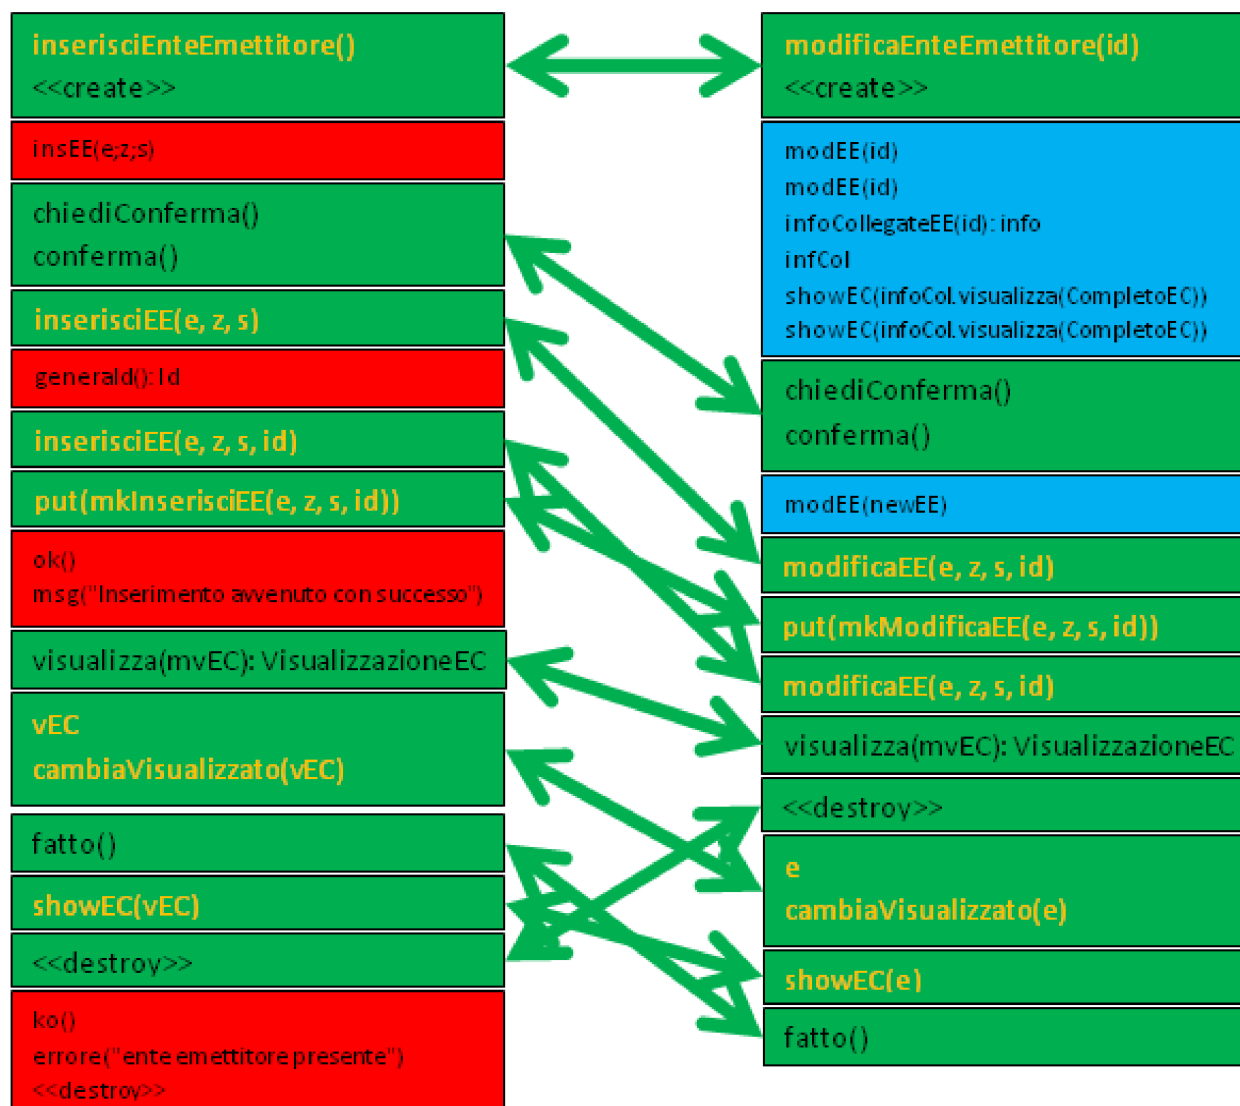 inserisciEnteEmettitore()
<<create>>
insEE(e;z;s)
chiediConferma()
conferma()
inserisciEE(e, z, s)
generaId(): Id
inserisciEE(e, z, s, id)
put(mkInserisciEE(e, z, s, id))
ok()
msg("Inserimento avvenuto con successo")
visualizza(mvEC): VisualizzazioneEC
vEC
cambiaVisualizzato(vEC)
fatto()
showEC(vEC)
<<destroy>>
ko()
errore("ente emettitore presente")
<<destroy>>
modificaEnteEmettitore(id)
<<create>>
modEE(id)
modEE(id)
infoCollegateEE(id): info
infCol
showEC(infoCol.visualizza(CompletoEC))
showEC(infoCol.visualizza(CompletoEC))
chiediConferma()
conferma()
modEE(newEE)
modificaEE(e, z, s, id)
put(mkModificaEE(e, z, s, id))
modificaEE(e, z, s, id)
visualizza(mvEC): VisualizzazioneEC
<<destroy>>
e
cambiaVisualizzato(e)
showEC(e)
fatto()